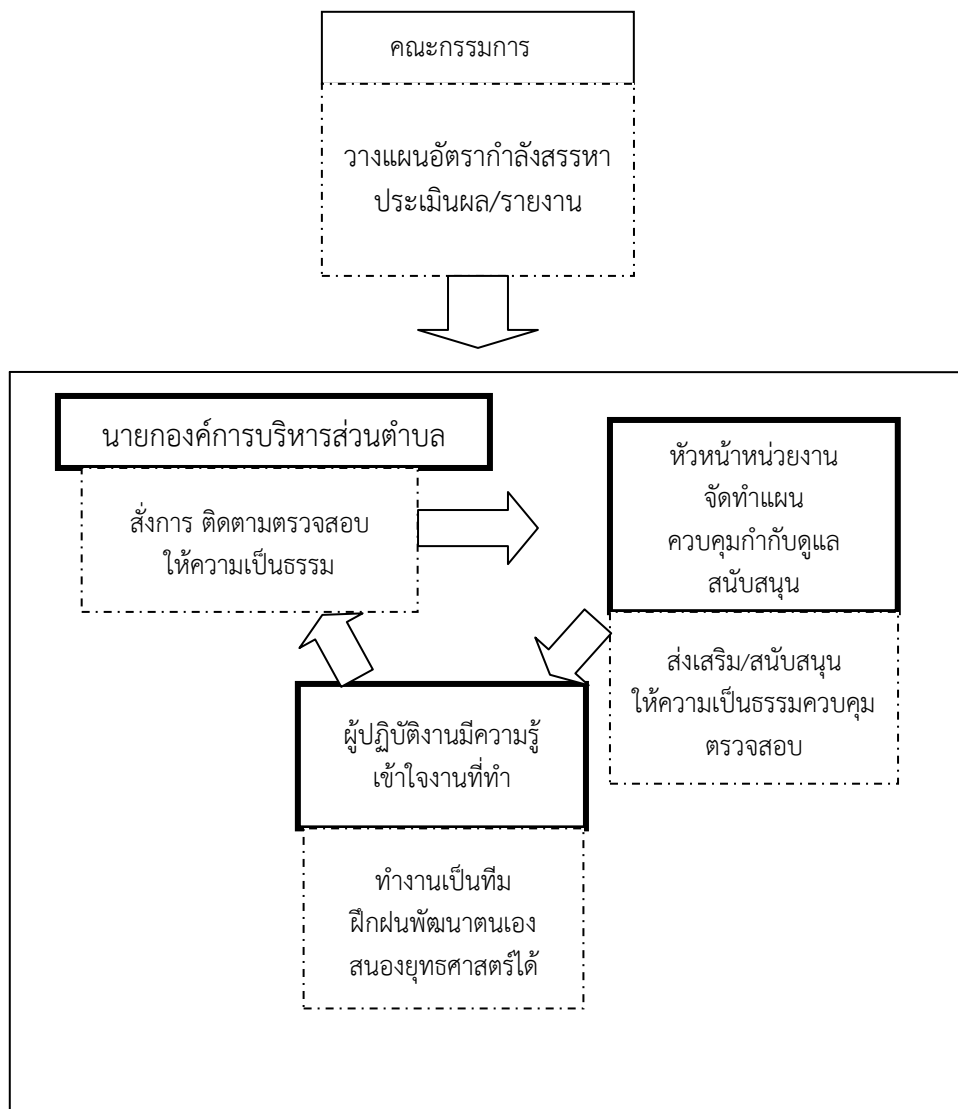 คณะกรรมการ
วางแผนอัตรากำลังสรรหา
ประเมินผล/รายงาน
นายกองค์การบริหารส่วนตำบล
สั่งการ ติดตามตรวจสอบ
ให้ความเป็นธรรม
หัวหน้าหน่วยงาน
จัดทำแผน
ควบคุมกำกับดูแล
สนับสนุน
ส่งเสริม/สนับสนุน
ให้ความเป็นธรรมควบคุม
ตรวจสอบ
ผู้ปฏิบัติงานมีความรู้
เข้าใจงานที่ทำ
ทำงานเป็นทีม
ฝึกฝนพัฒนาตนเอง
สนองยุทธศาสตร์ได้